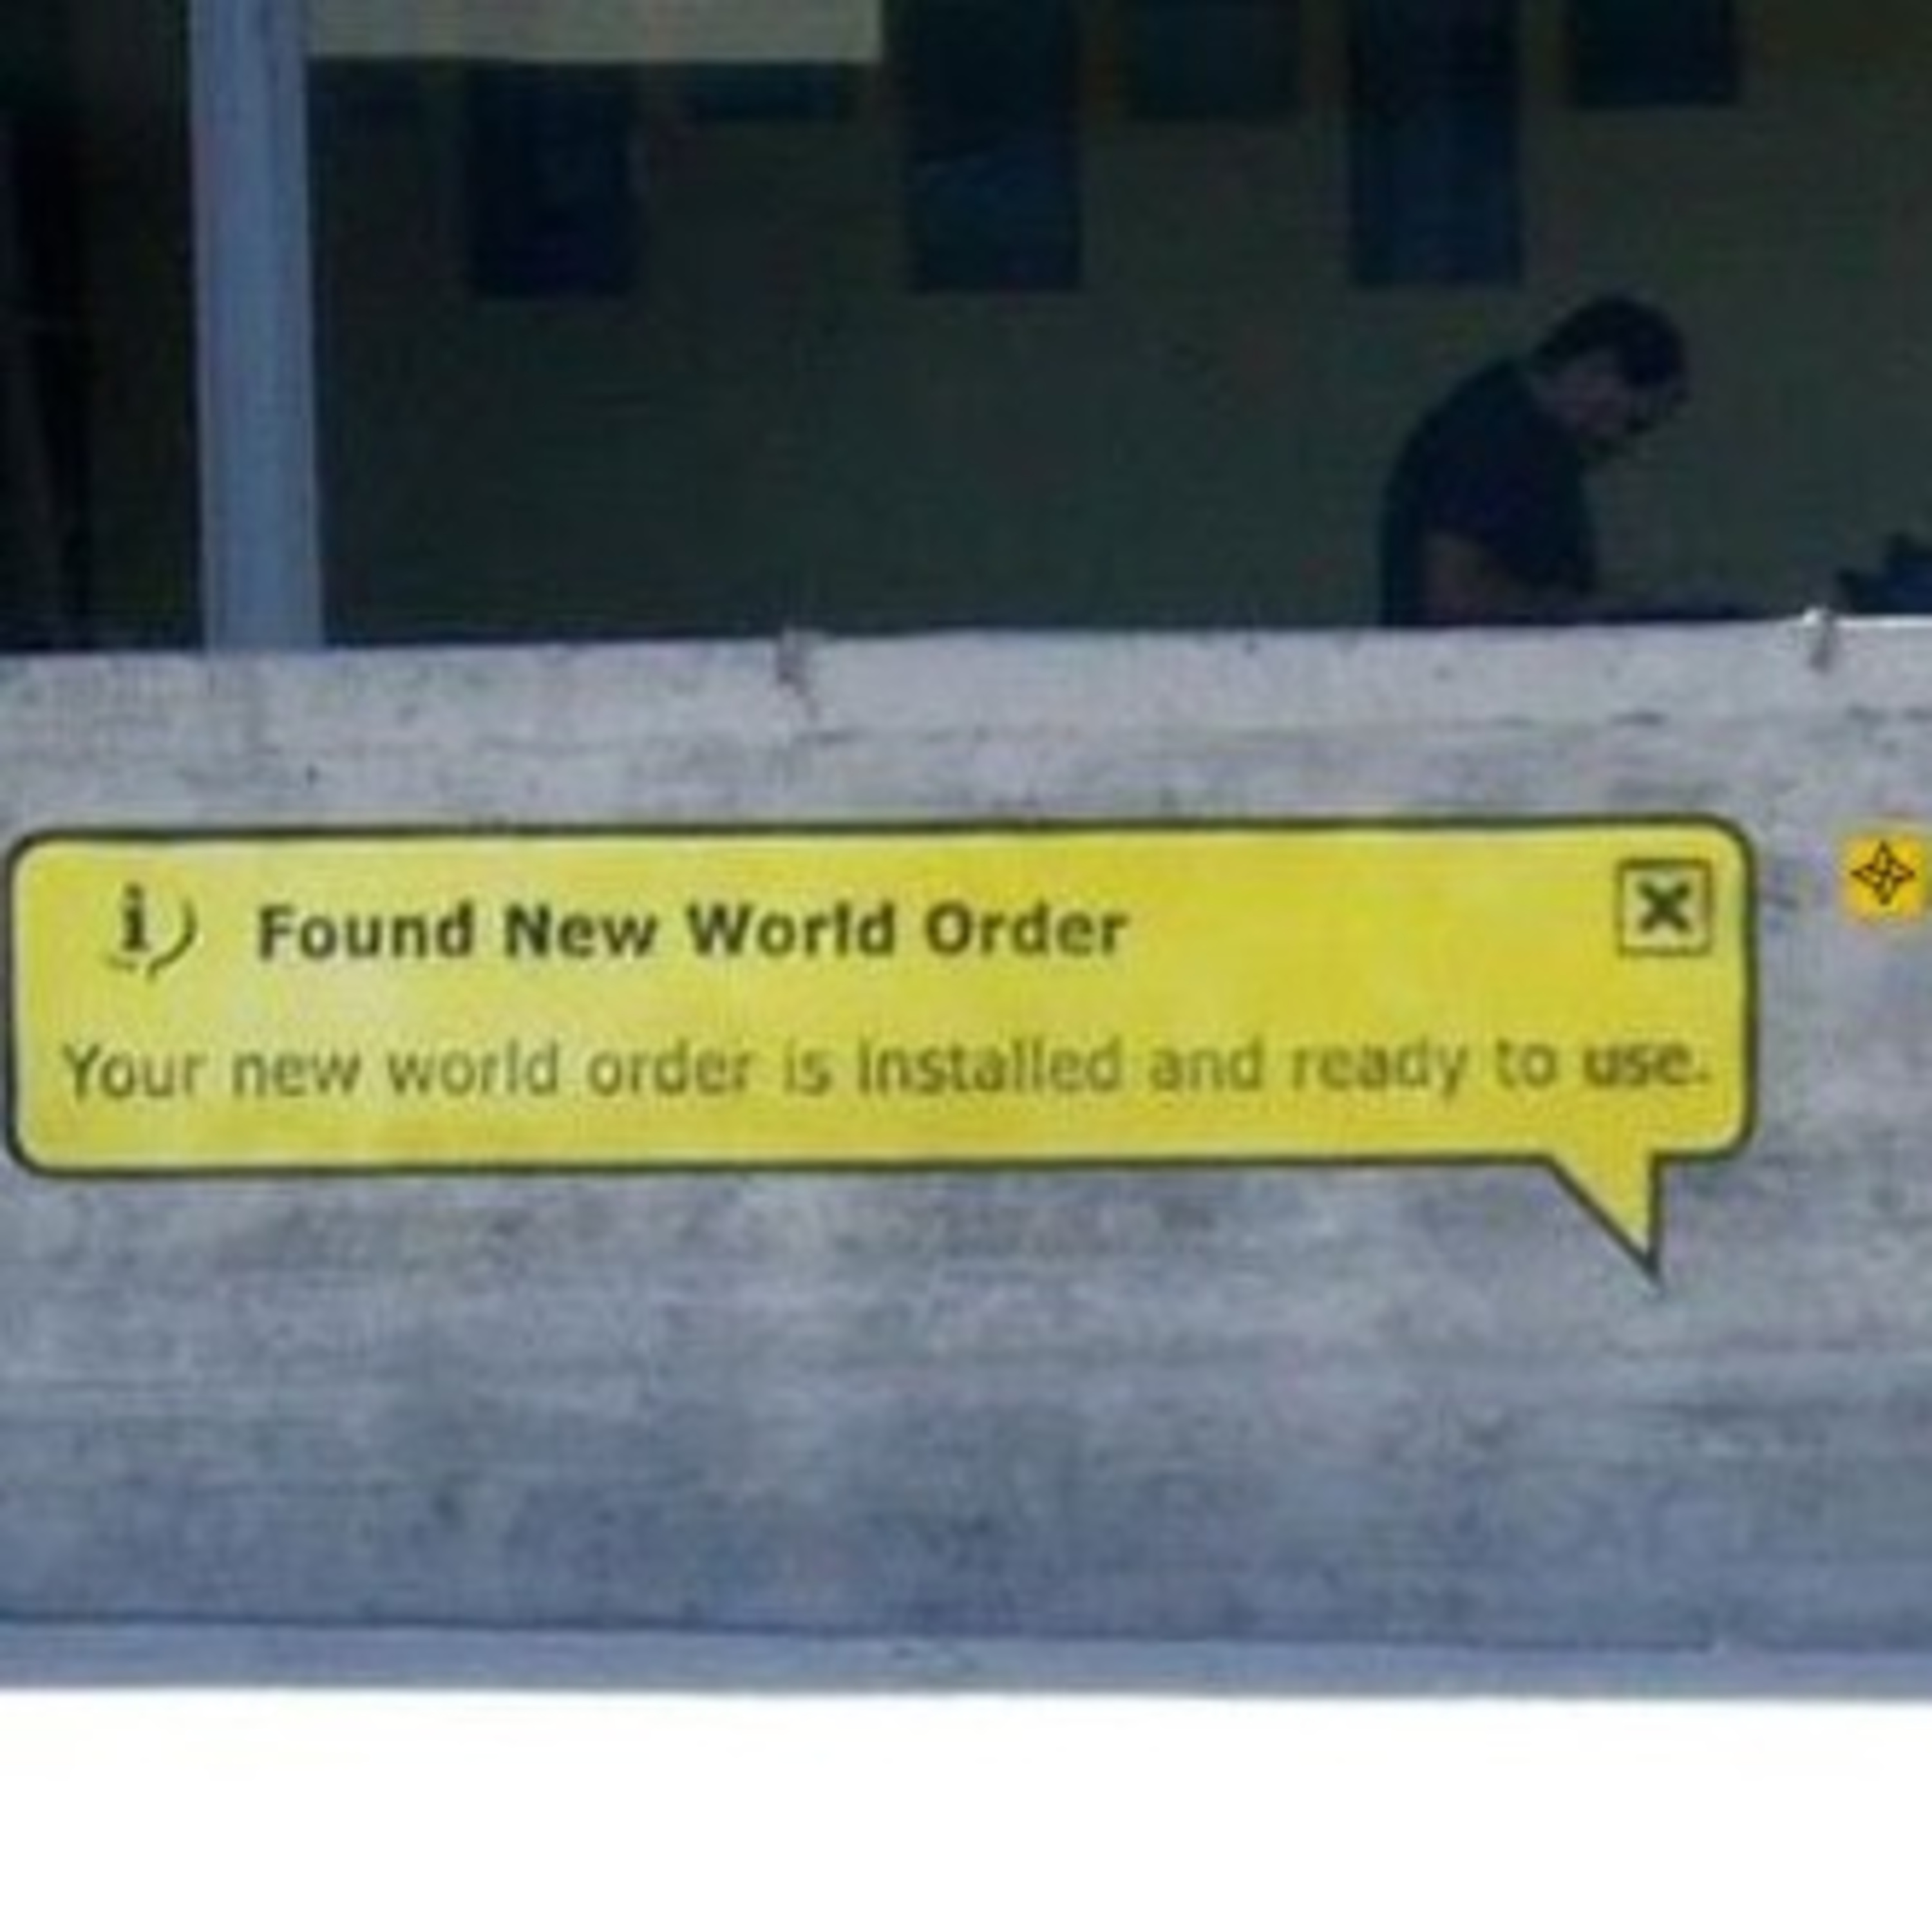 i Found New World Order X
Your new world order is installed and ready to use.